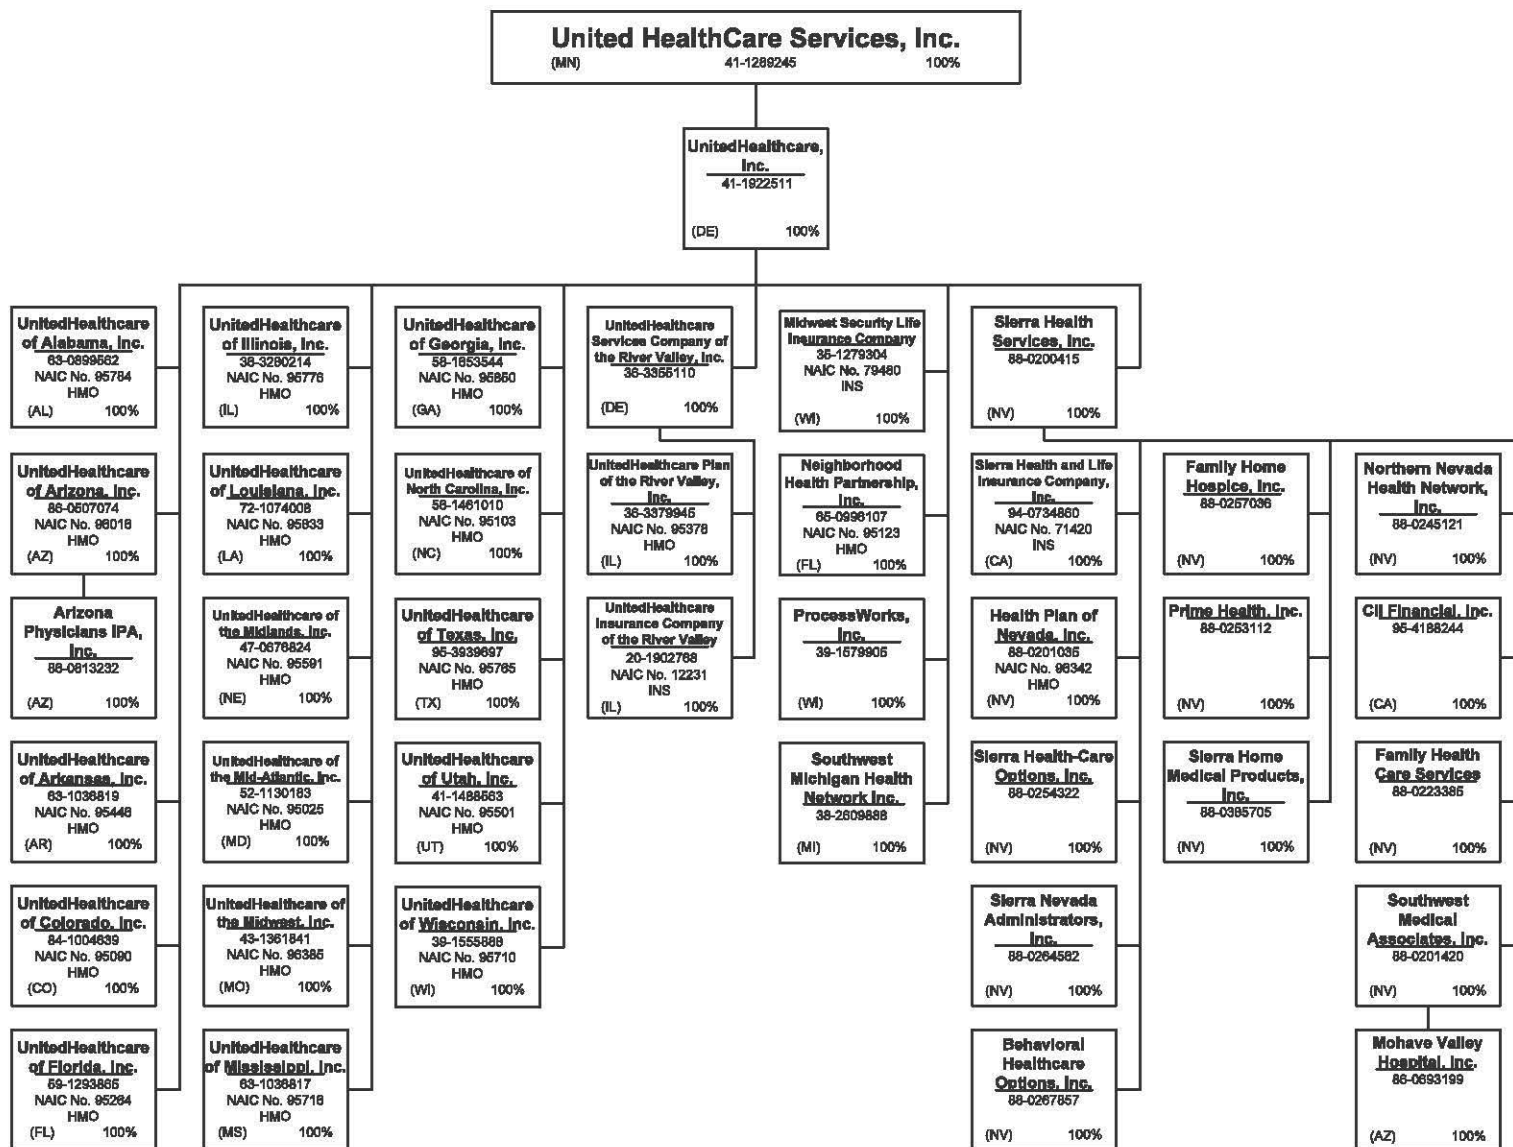 United HealthCare Services, Inc.
(MN) 41-1289245 100%
UnitedHealthcare,
Inc.
41-1922511
(DE) 100%
UnitedHealthcare
of Alabama, Inc.
63-0899562
NAIC No. 95784
HMO
(AL) 100%
UnitedHealthcare
of Illinois, Inc.
36-3280214
NAIC No. 95776
HMO
(IL) 100%
UnitedHealthcare
of Georgia, Inc.
58-1653544
NAIC No. 95850
HMO
(GA) 100%
UnitedHealthcare
Services Company of
the River Valley, Inc.
36-3355110
(DE) 100%
Midwest Security Life
Insurance Company
35-1279304
NAIC No. 79480
INS
(WI) 100%
Sierra Health
Services, Inc.
88-0200415
(NV) 100%
UnitedHealthcare
of Arizona, Inc.
86-0507074
NAIC No. 96016
HMO
(AZ) 100%
UnitedHealthcare
of Louisiana, Inc.
72-1074008
NAIC No. 95833
HMO
(LA) 100%
UnitedHealthcare of
North Carolina, Inc.
56-1461010
NAIC No. 95103
HMO
(NC) 100%
UnitedHealthcare Plan
of the River Valley,
Inc.
36-3379945
NAIC No. 95378
HMO
(IL) 100%
Neighborhood
Health Partnership,
Inc.
65-0996107
NAIC No. 95123
HMO
(FL) 100%
Sierra Health and Life
Insurance Company,
Inc.
94-0734860
NAIC No. 71420
INS
(CA) 100%
Family Home
Hospice, Inc.
88-0257036
(NV) 100%
Northern Nevada
Health Network,
Inc.
88-0245121
(NV) 100%
Arizona
Physicians IPA,
Inc.
86-0813232
(AZ) 100%
UnitedHealthcare of
the Midlands, Inc.
47-0676824
NAIC No. 95591
HMO
(NE) 100%
UnitedHealthcare
of Texas, Inc.
95-3939697
NAIC No. 95765
HMO
(TX) 100%
UnitedHealthcare
Insurance Company
of the River Valley
20-1902768
NAIC No. 12231
INS
(IL) 100%
ProcessWorks,
Inc.
39-1579905
(WI) 100%
Health Plan of
Nevada, Inc.
88-0201035
NAIC No. 96342
HMO
(NV) 100%
Prime Health, Inc.
88-0253112
(NV) 100%
CII Financial, Inc.
95-4188244
(CA) 100%
UnitedHealthcare
of Arkansas, Inc.
63-1036819
NAIC No. 95446
HMO
(AR) 100%
UnitedHealthcare of
the Mid-Atlantic, Inc.
52-1130183
NAIC No. 95025
HMO
(MD) 100%
UnitedHealthcare
of Utah, Inc.
41-1488563
NAIC No. 95501
HMO
(UT) 100%
Southwest
Michigan Health
Network Inc.
38-2609888
(MI) 100%
Sierra Health-Care
Options, Inc.
88-0254322
(NV) 100%
Sierra Home
Medical Products,
Inc.
88-0385705
(NV) 100%
Family Health
Care Services
88-0223385
(NV) 100%
UnitedHealthcare
of Colorado, Inc.
84-1004639
NAIC No. 95090
HMO
(CO) 100%
UnitedHealthcare of
the Midwest, Inc.
43-1361841
NAIC No. 96385
HMO
(MO) 100%
UnitedHealthcare
of Wisconsin, Inc.
39-1555888
NAIC No. 95710
HMO
(WI) 100%
Sierra Nevada
Administrators,
Inc.
88-0264562
(NV) 100%
Southwest
Medical
Associates, Inc.
88-0201420
(NV) 100%
UnitedHealthcare
of Florida, Inc.
59-1293865
NAIC No. 95264
HMO
(FL) 100%
UnitedHealthcare
of Mississippi, Inc.
63-1036817
NAIC No. 95716
HMO
(MS) 100%
Behavioral
Healthcare
Options, Inc.
88-0267857
(NV) 100%
Mohave Valley
Hospital, Inc.
86-0693199
(AZ) 100%